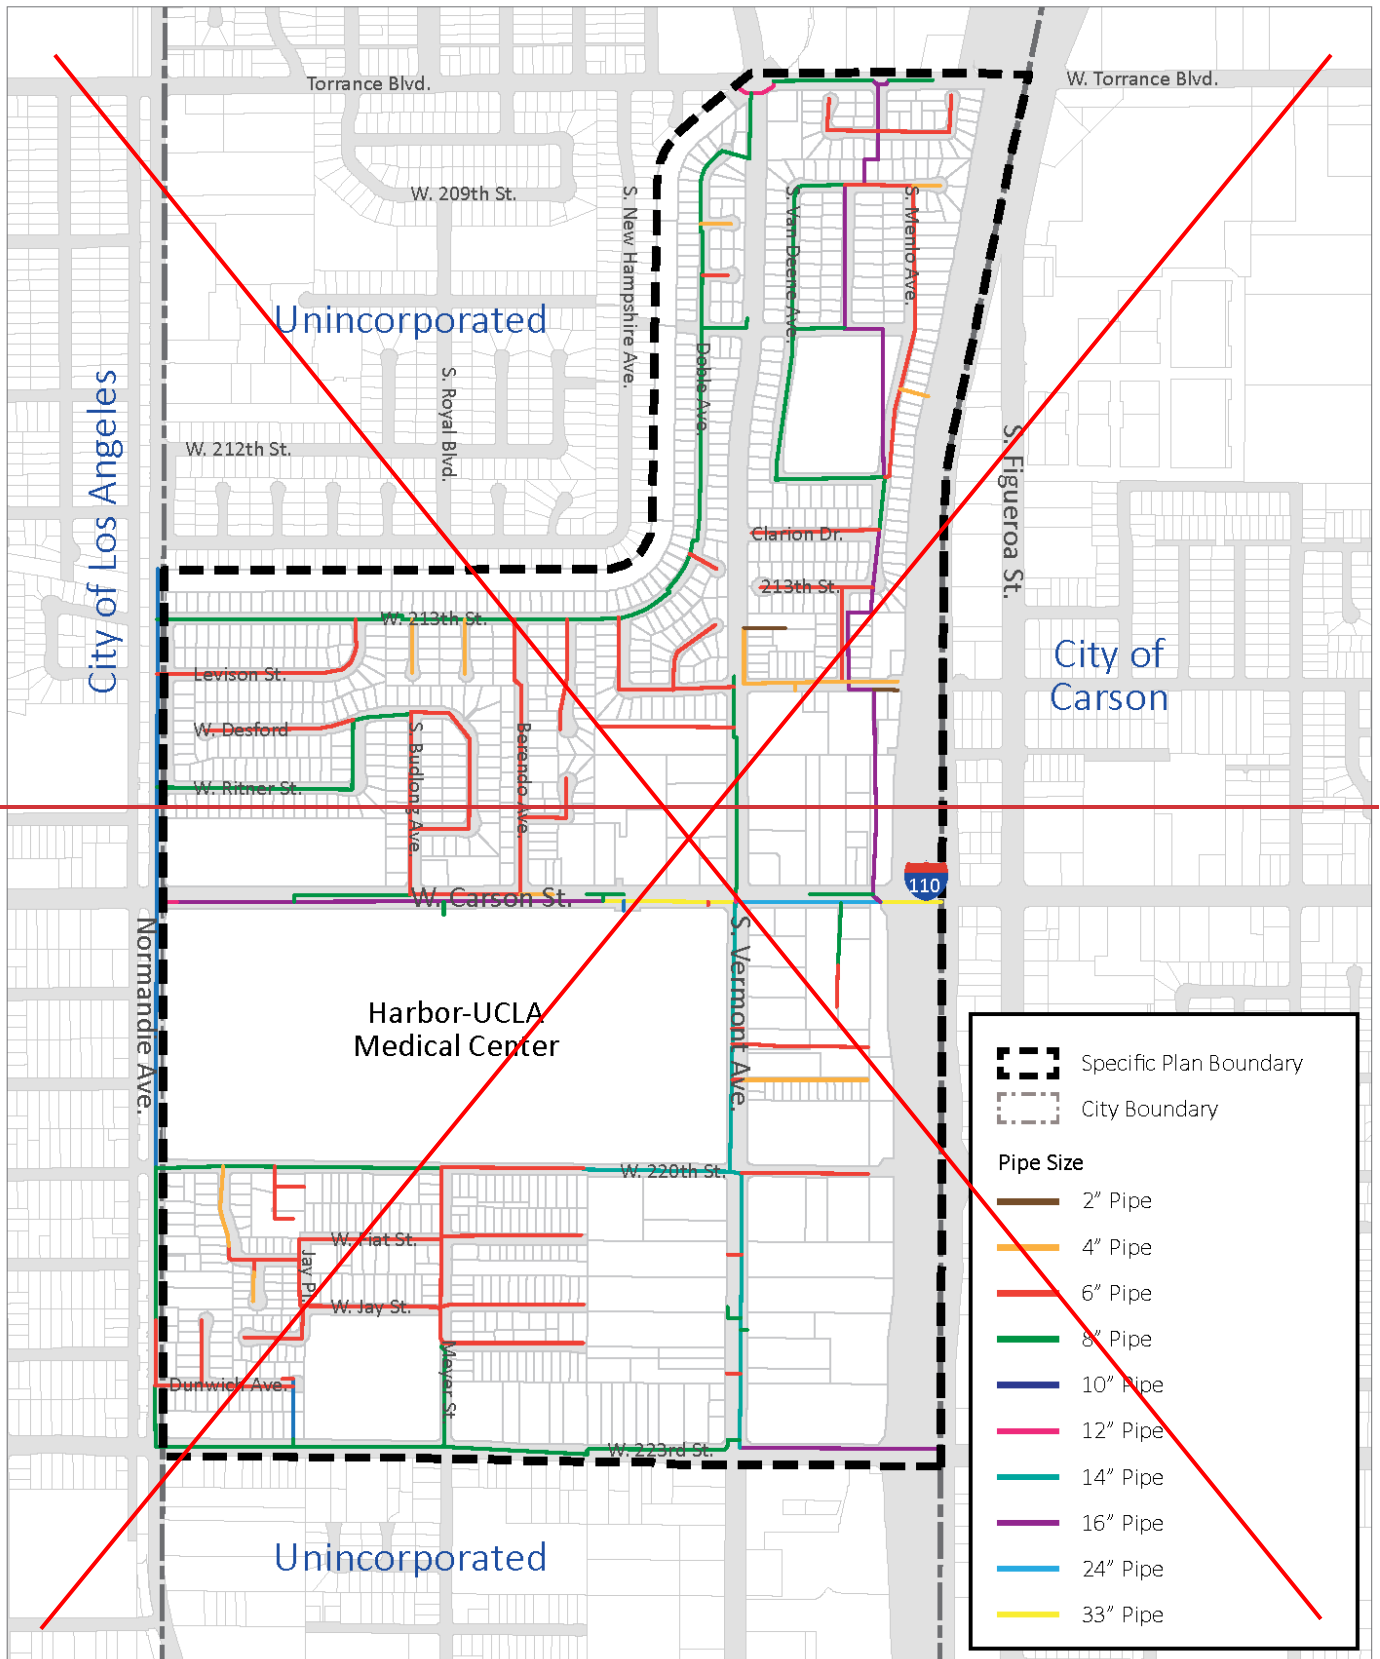 Torrance Blvd.
W. Torrance Blvd.
W. 209th St.
S. New Hampshire Ave.
S. Van Deene Ave.
S. Menlo Ave.
Unincorporated
Doble Ave.
S. Royal Blvd.
City of Los Angeles
W. 212th St.
S. Figueroa St.
Clarion Dr.
213th St.
W. 213th St.
City of
Carson
Levison St.
W. Desford
S. Budlong Ave.
Berendo Ave.
W. Ritner St.
110
W. Carson St.
Normandie Ave.
S. Vermont Ave.
Harbor-UCLA
Medical Center
W. 220th St.
W. Fiat St.
Jay Pl.
W. Jay St.
Meyer St.
Dunwich Ave.
W. 223rd St.
Unincorporated
Specific Plan Boundary
City Boundary
Pipe Size
2” Pipe
4” Pipe
6” Pipe
8” Pipe
10” Pipe
12” Pipe
14” Pipe
16” Pipe
24” Pipe
33” Pipe